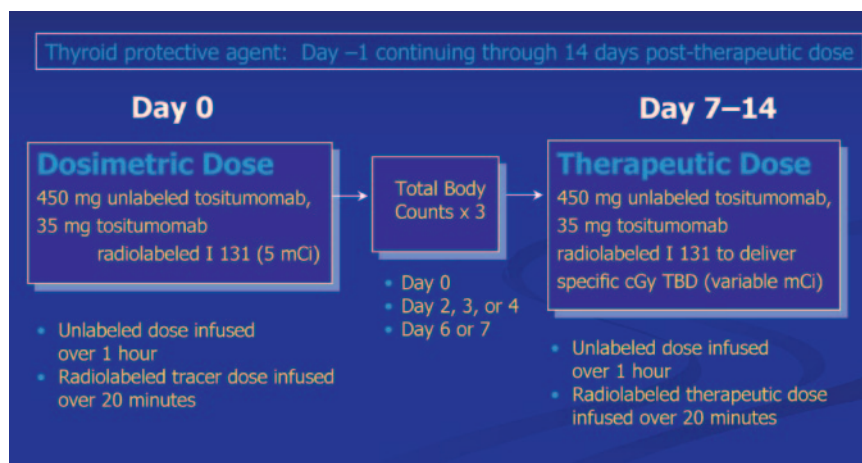 Thyroid protective agent: Day –1 continuing through 14 days post-therapeutic dose
Day 0
Dosimetric Dose
450 mg unlabeled tositumomab,
35 mg tositumomab
radiolabeled I 131 (5 mCi)
• Unlabeled dose infused
over 1 hour
• Radiolabeled tracer dose infused
over 20 minutes
Total Body
Counts x 3
• Day 0
• Day 2, 3, or 4
• Day 6 or 7
Day 7–14
Therapeutic Dose
450 mg unlabeled tositumomab,
35 mg tositumomab
radiolabeled I 131 to deliver
specific cGy TBD (variable mCi)
• Unlabeled dose infused
over 1 hour
• Radiolabeled therapeutic dose
infused over 20 minutes